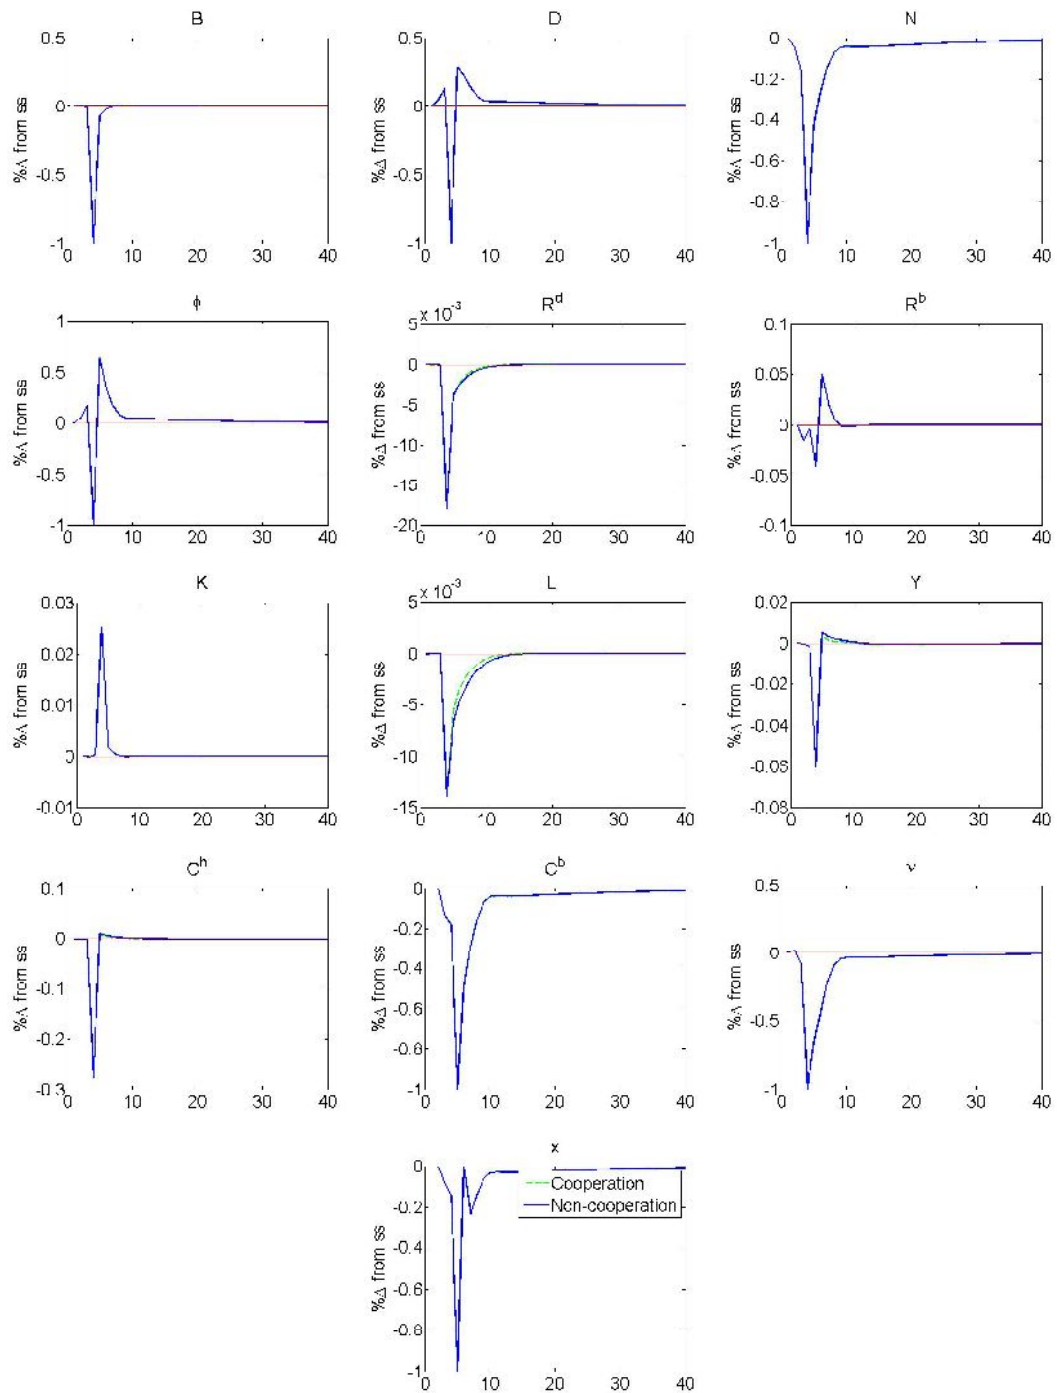 B
D
N
%Δ from ss
0.5
0
-0.5
-1
0 10 20 30 40
%Δ from ss
0.5
0
-0.5
-1
0 10 20 30 40
%Δ from ss
0
-0.2
-0.4
-0.6
-0.8
-1
0 10 20 30 40
ϕ
R^d
R^b
%Δ from ss
1
0.5
0
-0.5
-1
0 10 20 30 40
%Δ from ss
x 10^-3
5
0
-5
-10
-15
-20
0 10 20 30 40
%Δ from ss
0.1
0.05
0
-0.05
-0.1
0 10 20 30 40
K
L
Y
%Δ from ss
0.03
0.02
0.01
0
-0.01
0 10 20 30 40
%Δ from ss
x 10^-3
5
0
-5
-10
-15
0 10 20 30 40
%Δ from ss
0.02
0
-0.02
-0.04
-0.06
-0.08
0 10 20 30 40
C^h
C^b
ν
%Δ from ss
0.1
0
-0.1
-0.2
-0.3
0 10 20 30 40
%Δ from ss
0
-0.2
-0.4
-0.6
-0.8
-1
0 10 20 30 40
%Δ from ss
0.5
0
-0.5
-1
0 10 20 30 40
x
%Δ from ss
0
-0.2
-0.4
-0.6
-0.8
-1
0 10 20 30 40
Cooperation
Non-cooperation